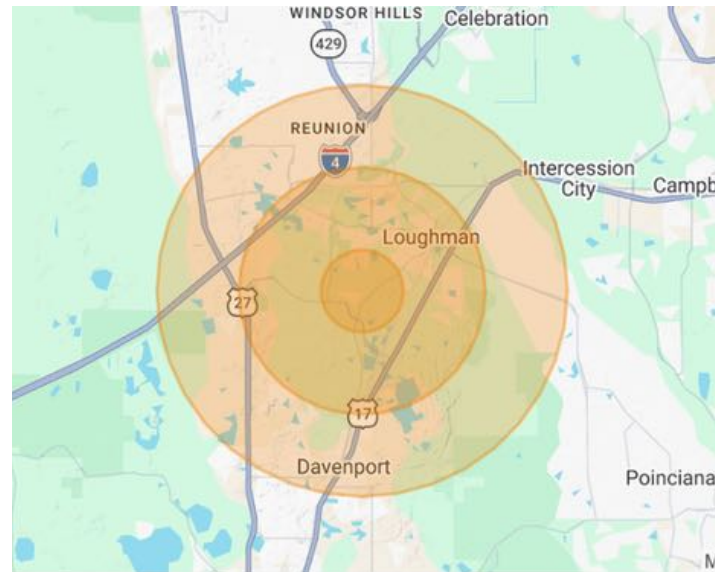 WINDSOR HILLS
Celebration
429
REUNION
4
Intercession
City
Campb
Loughman
27
17
Davenport
Poinciana
M